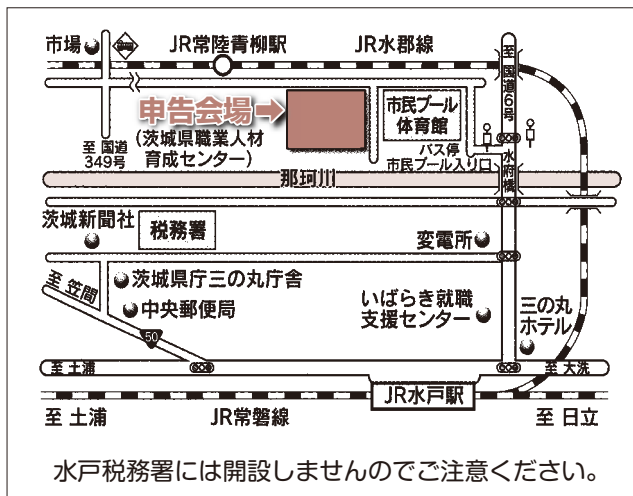 市場
JR常陸青柳駅
JR水郡線
至 国道6号
申告会場→
(茨城県職業人材
育成センター)
市民プール
体育館
至 国道
349号
バス停
市民プール入り口
水府橋
那珂川
茨城新聞社
税務署
変電所
至 笠間
茨城県庁三の丸庁舎
中央郵便局
いばらき就職
支援センター
三の丸
ホテル
50
至 土浦
至 大洗
JR水戸駅
至 土浦
JR常磐線
至 日立
水戸税務署には開設しませんのでご注意ください。